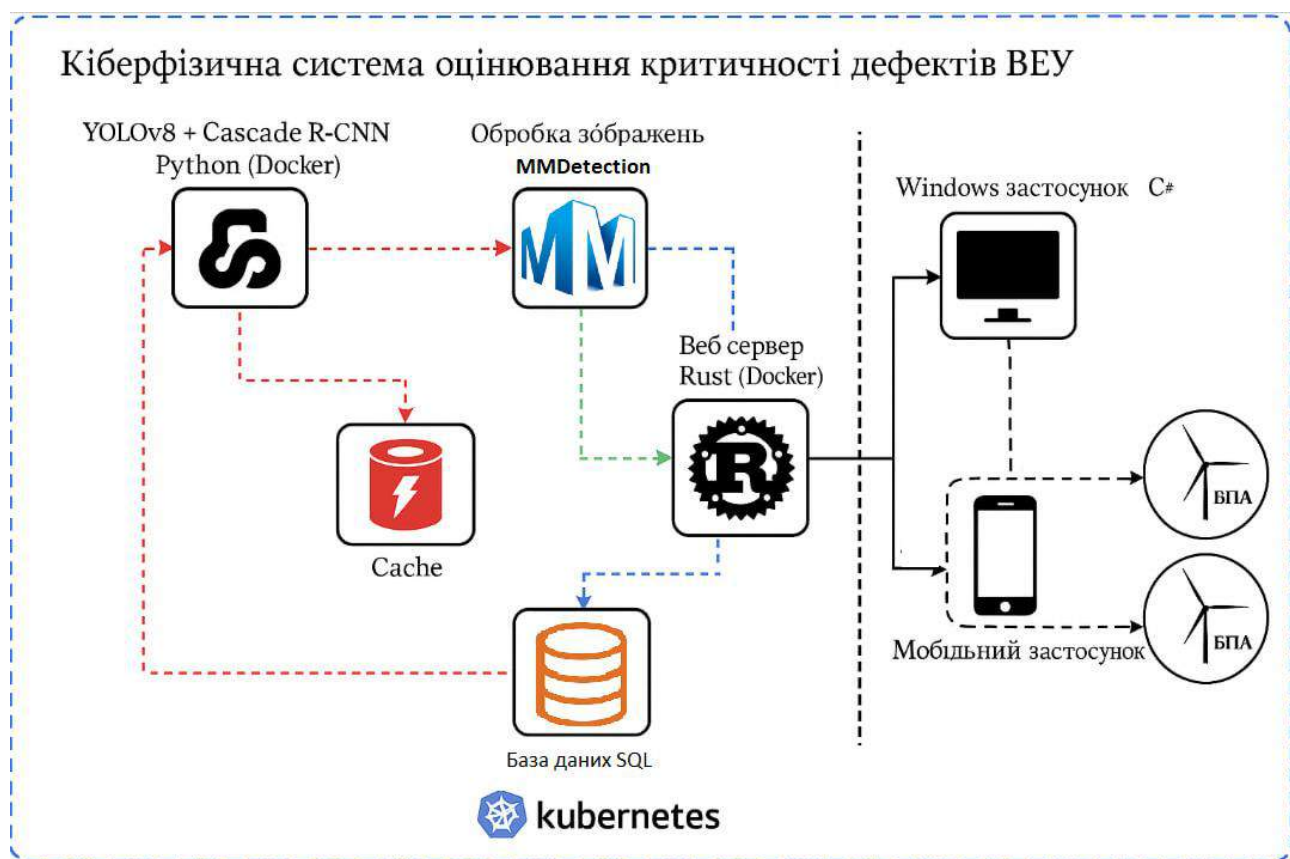 Кіберфізична система оцінювання критичності дефектів ВЕУ
YOLOv8 + Cascade R-CNN
Python (Docker)
Обробка зображень
MMDetection
MM
Windows застосунок C#
Веб сервер
Rust (Docker)
R
Cache
БПА
БПА
Мобільний застосунок
База даних SQL
kubernetes